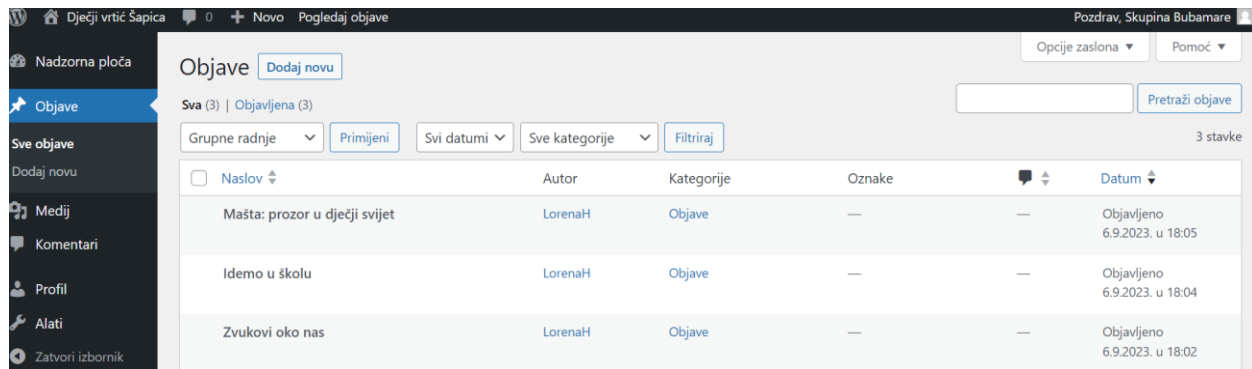 Dječji vrtić Šapica 0 Novo Pogledaj objave Pozdrav, Skupina Bubamare
Opcije zaslona Pomoć
Nadzorna ploča
Objave
Sve objave
Dodaj novu
Medij
Komentari
Profil
Alati
Zatvori izbornik
Objave Dodaj novu
Sva (3) | Objavljena (3)
Pretraži objave
Grupne radnje Primijeni Svi datumi Sve kategorije Filtriraj
3 stavke
Naslov Autor Kategorije Oznake Datum
Mašta: prozor u dječji svijet LorenaH Objave — — Objavljeno
6.9.2023. u 18:05
Idemo u školu LorenaH Objave — — Objavljeno
6.9.2023. u 18:04
Zvukovi oko nas LorenaH Objave — — Objavljeno
6.9.2023. u 18:02